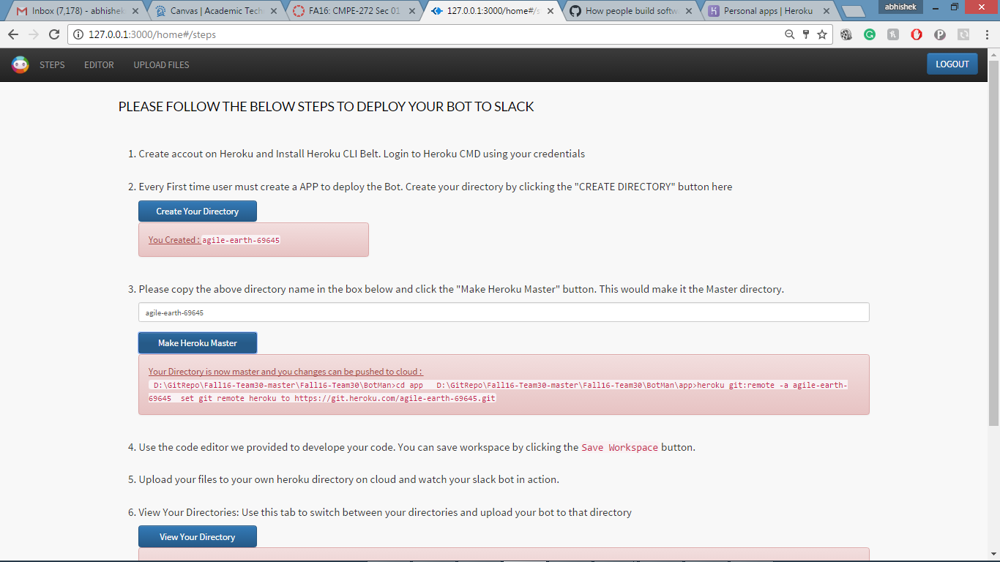 Inbox (7,178) - abhishek
Canvas | Academic Tech
FA16: CMPE-272 Sec 01
127.0.0.1:3000/home#/s
How people build softw
Personal apps | Heroku
abhishek
127.0.0.1:3000/home#/steps
STEPS
EDITOR
UPLOAD FILES
LOGOUT
PLEASE FOLLOW THE BELOW STEPS TO DEPLOY YOUR BOT TO SLACK
1. Create accout on Heroku and Install Heroku CLI Belt. Login to Heroku CMD using your credentials
2. Every First time user must create a APP to deploy the Bot. Create your directory by clicking the "CREATE DIRECTORY" button here
Create Your Directory
You Created : agile-earth-69645
3. Please copy the above directory name in the box below and click the "Make Heroku Master" button. This would make it the Master directory.
agile-earth-69645
Make Heroku Master
Your Directory is now master and you changes can be pushed to cloud :
D:\GitRepo\Fall16-Team30-master\Fall16-Team30\BotMan>cd app D:\GitRepo\Fall16-Team30-master\Fall16-Team30\BotMan\app>heroku git:remote -a agile-earth-
69645 set git remote heroku to https://git.heroku.com/agile-earth-69645.git
4. Use the code editor we provided to develope your code. You can save workspace by clicking the Save Workspace button.
5. Upload your files to your own heroku directory on cloud and watch your slack bot in action.
6. View Your Directories: Use this tab to switch between your directories and upload your bot to that directory
View Your Directory